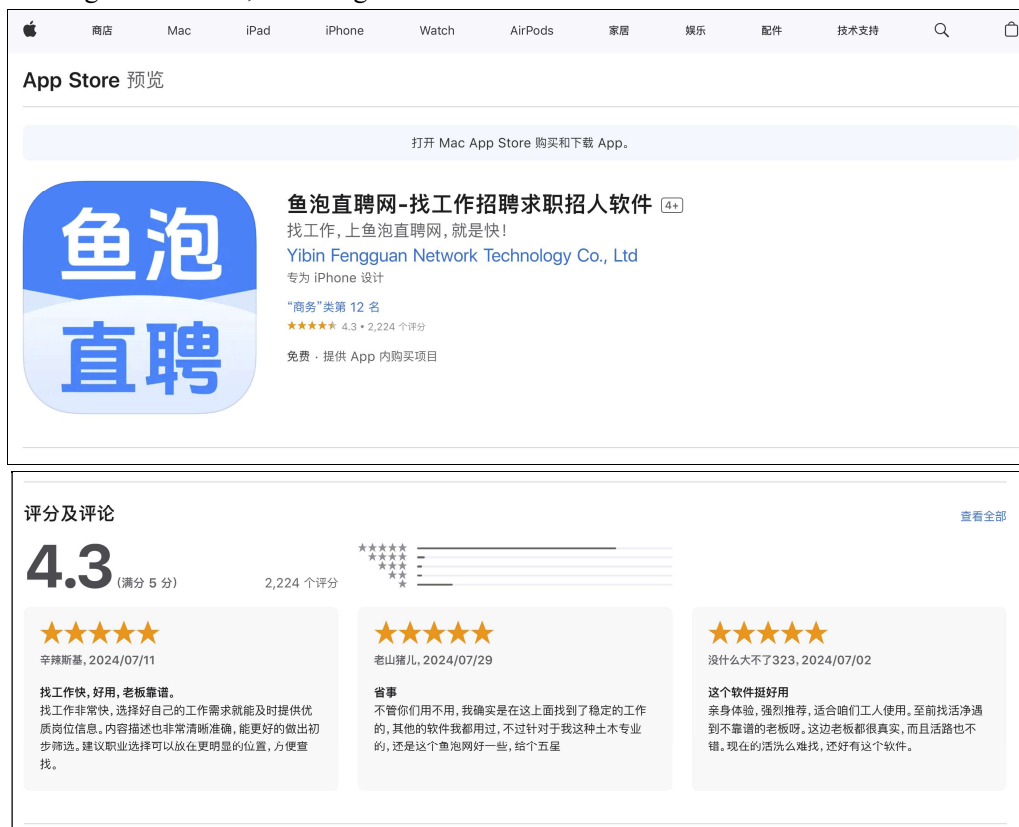 商店 Mac iPad iPhone Watch AirPods 家居 娱乐 配件 技术支持
App Store 预览
打开 Mac App Store 购买和下载 App。
鱼泡
直聘
鱼泡直聘网-找工作招聘求职招人软件 4+
找工作，上鱼泡直聘网，就是快！
Yibin Fengguan Network Technology Co., Ltd
专为 iPhone 设计
“商务”类第 12 名
★★★★★ 4.3 • 2,224 个评分
免费 · 提供 App 内购买项目
评分及评论 查看全部
4.3 (满分 5 分) 2,224 个评分
辛辣斯基，2024/07/11
找工作快，好用，老板靠谱。
找工作非常快，选择好自己的工作需求就能及时提供优
质岗位信息。内容描述也非常清晰准确，能更好的做出初
步筛选。建议职业选择可以放在更明显的位置，方便查
找。
老山猪儿，2024/07/29
省事
不管你们用不用，我确实是在这上面找到了稳定的工作
的，其他的软件我都用过，不过针对于我这种土木专业
的，还是这个鱼泡网好一些，给个五星
没什么大不了323，2024/07/02
这个软件挺好用
亲身体验，强烈推荐，适合咱们工人使用。至前找活净遇
到不靠谱的老板呀。这边老板都很真实，而且活路也不
错。现在的活洗么难找，还好有这个软件。